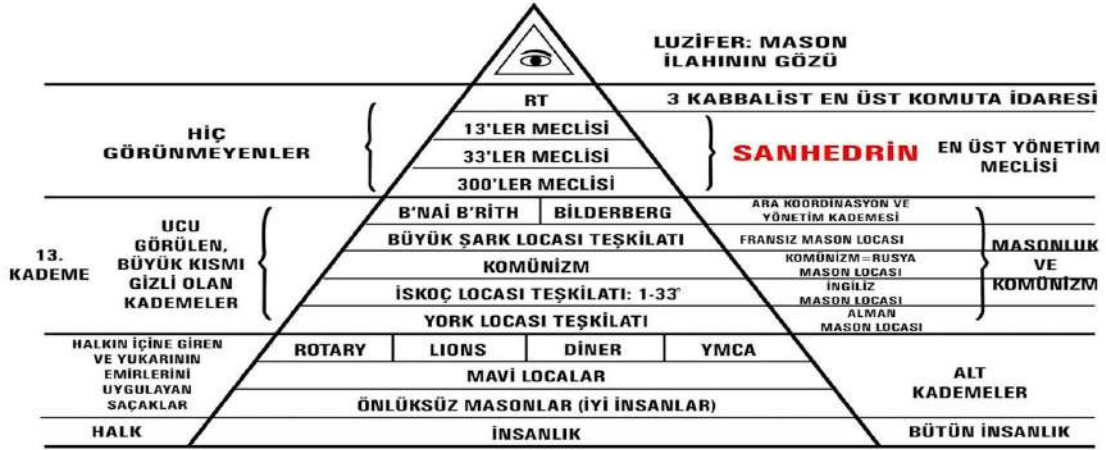 LUZİFER: MASON
İLAHININ GÖZÜ
RT
3 KABBALİST EN ÜST KOMUTA İDARESİ
HİÇ
GÖRÜNMEYENLER
13'LER MECLİSİ
33'LER MECLİSİ
300'LER MECLİSİ
SANHEDRİN
EN ÜST YÖNETİM
MECLİSİ
13.
KADEME
UCU
GÖRÜLEN,
BÜYÜK KISMI
GİZLİ OLAN
KADEMELER
B'NAİ B'RİTH
BİLDERBERG
ARA KOORDİNASYON VE
YÖNETİM KADEMESİ
BÜYÜK ŞARK LOCASI TEŞKİLATI
FRANSIZ MASON LOCASI
KOMÜNİZM
KOMÜNİZM=RUSYA
MASON LOCASI
İSKOÇ LOCASI TEŞKİLATI: 1-33°
İNGİLİZ
MASON LOCASI
YORK LOCASI TEŞKİLATI
ALMAN
MASON LOCASI
MASONLUK
VE
KOMÜNİZM
HALKIN İÇİNE GİREN
VE YUKARININ
EMİRLERİNİ
UYGULAYAN
SAÇAKLAR
ROTARY
LIONS
DİNER
YMCA
MAVİ LOCALAR
ÖNLÜKSÜZ MASONLAR (İYİ İNSANLAR)
ALT
KADEMELER
HALK
İNSANLIK
BÜTÜN İNSANLIK